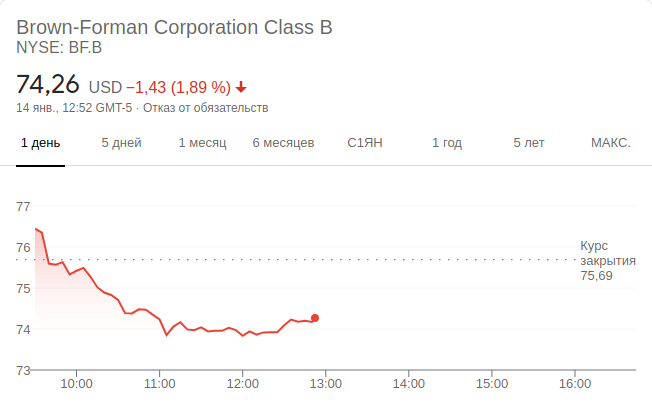 Brown-Forman Corporation Class B
NYSE: BF.B
74,26 USD −1,43 (1,89 %)
14 янв., 12:52 GMT-5 · Отказ от обязательств
1 день 5 дней 1 месяц 6 месяцев С1ЯН 1 год 5 лет МАКС.
77
76
75
74
73
Курс
закрытия
75,69
10:00 11:00 12:00 13:00 14:00 15:00 16:00